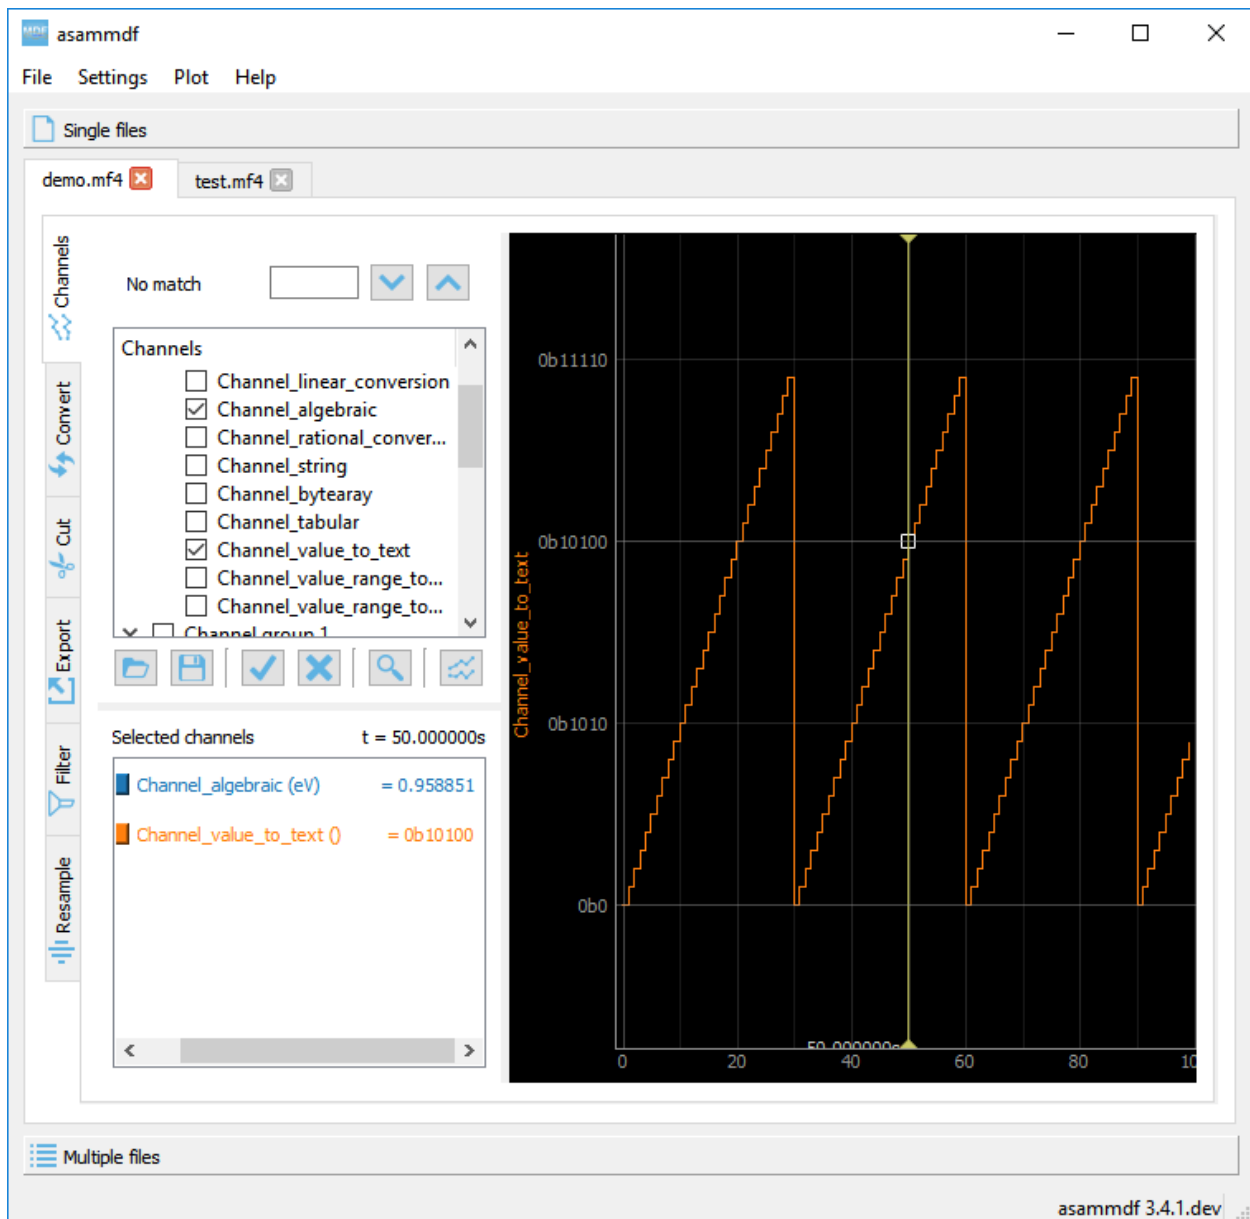 asammdf
File Settings Plot Help
Single files
demo.mf4 test.mf4
Channels
Convert
Cut
Export
Filter
Resample
No match
Channels
Channel_linear_conversion
Channel_algebraic
Channel_rational_conver...
Channel_string
Channel_bytearay
Channel_tabular
Channel_value_to_text
Channel_value_range_to...
Channel_value_range_to...
Channel group 1
Selected channels t = 50.000000s
Channel_algebraic (eV) = 0.958851
Channel_value_to_text () = 0b10100
Channel_value_to_text
0b11110
0b10100
0b1010
0b0
50.000000s
0 20 40 60 80 10
Multiple files
asammdf 3.4.1.dev